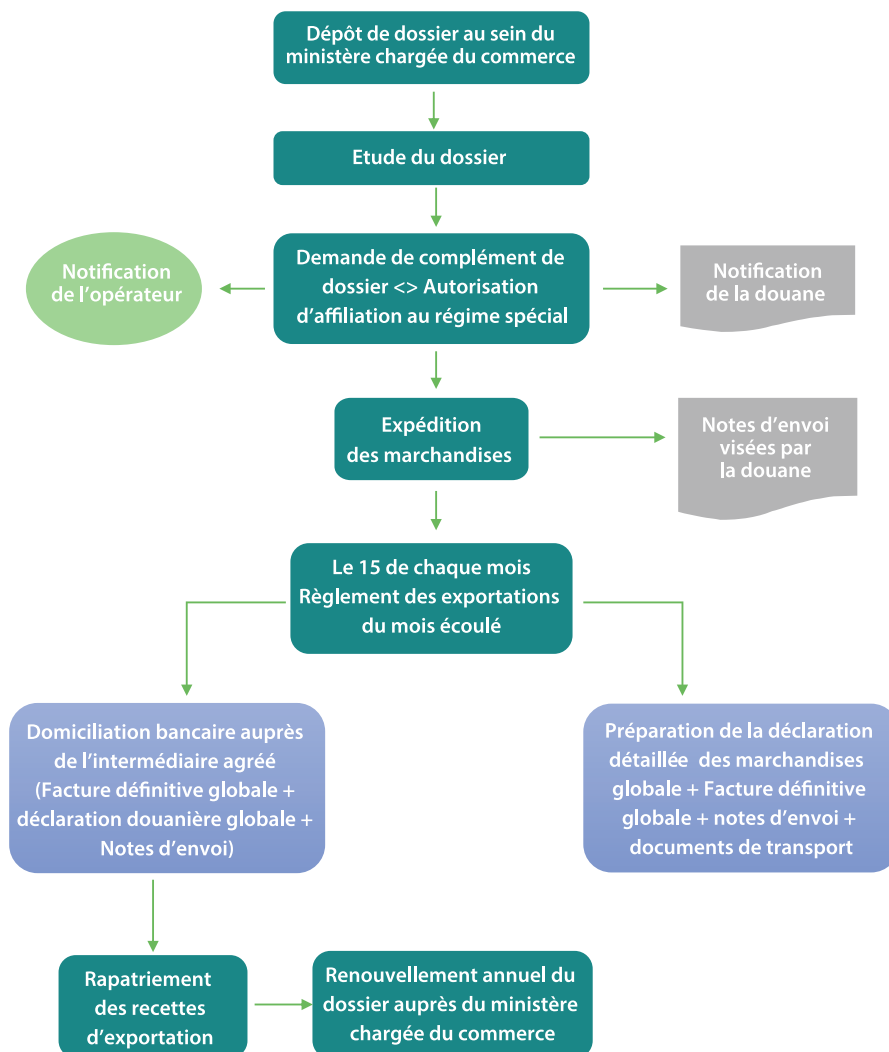 Dépôt de dossier au sein du
ministère chargée du commerce
Etude du dossier
Notification
de l'opérateur
Demande de complément de
dossier <> Autorisation
d'affiliation au régime spécial
Notification
de la douane
Expédition
des marchandises
Notes d'envoi
visées par
la douane
Le 15 de chaque mois
Règlement des exportations
du mois écoulé
Domiciliation bancaire auprès
de l'intermédiaire agréé
(Facture définitive globale +
déclaration douanière globale +
Notes d'envoi)
Préparation de la déclaration
détaillée des marchandises
globale + Facture définitive
globale + notes d'envoi +
documents de transport
Rapatriement
des recettes
d'exportation
Renouvellement annuel du
dossier auprès du ministère
chargée du commerce